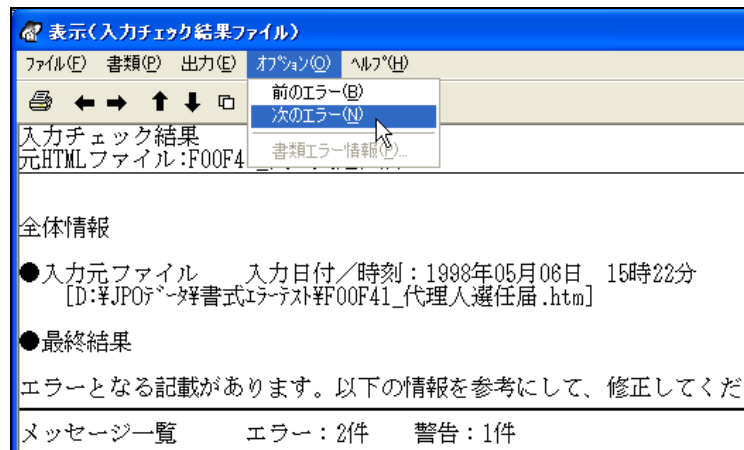 表示(入力チェック結果ファイル)
ファイル(F) 書類(P) 出力(E) オプション(O) ヘルプ(H)
前のエラー(B)
次のエラー(N)
書類エラー情報(P)...
入力チェック結果
元HTMLファイル:F00F4
全体情報
●入力元ファイル 入力日付/時刻:1998年05月06日 15時22分
[D:¥JPOデータ¥書式エラーテスト¥F00F41_代理人選任届.htm]
●最終結果
エラーとなる記載があります。以下の情報を参考にして、修正してくだ
メッセージ一覧 エラー:2件 警告:1件